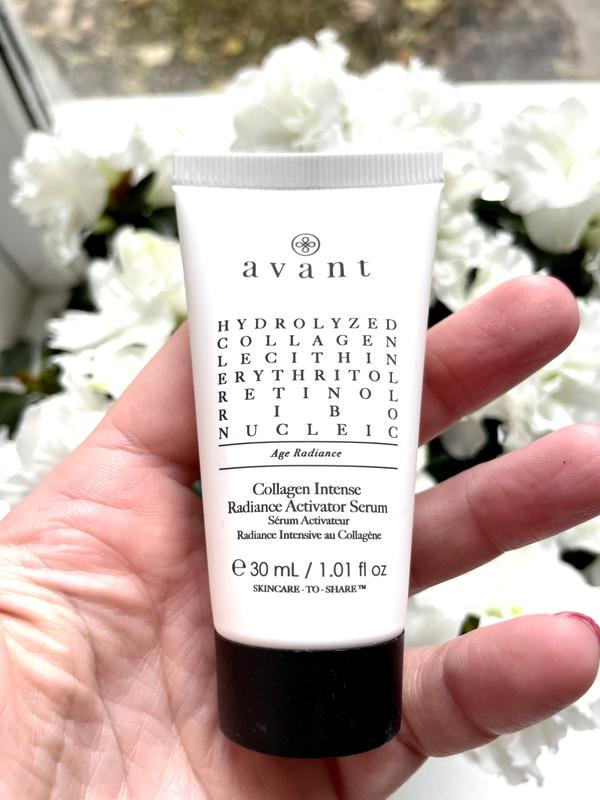 avant
HYDROLYZED
COLLAGEN
LECITHIN
ERYTHRITOL
RETINOL
RIBO
NUCLEIC
Age Radiance
Collagen Intense
Radiance Activator Serum
Sérum Activateur
Radiance Intensive au Collagène
℮ 30 mL / 1.01 fl oz
SKINCARE-TO-SHARE™